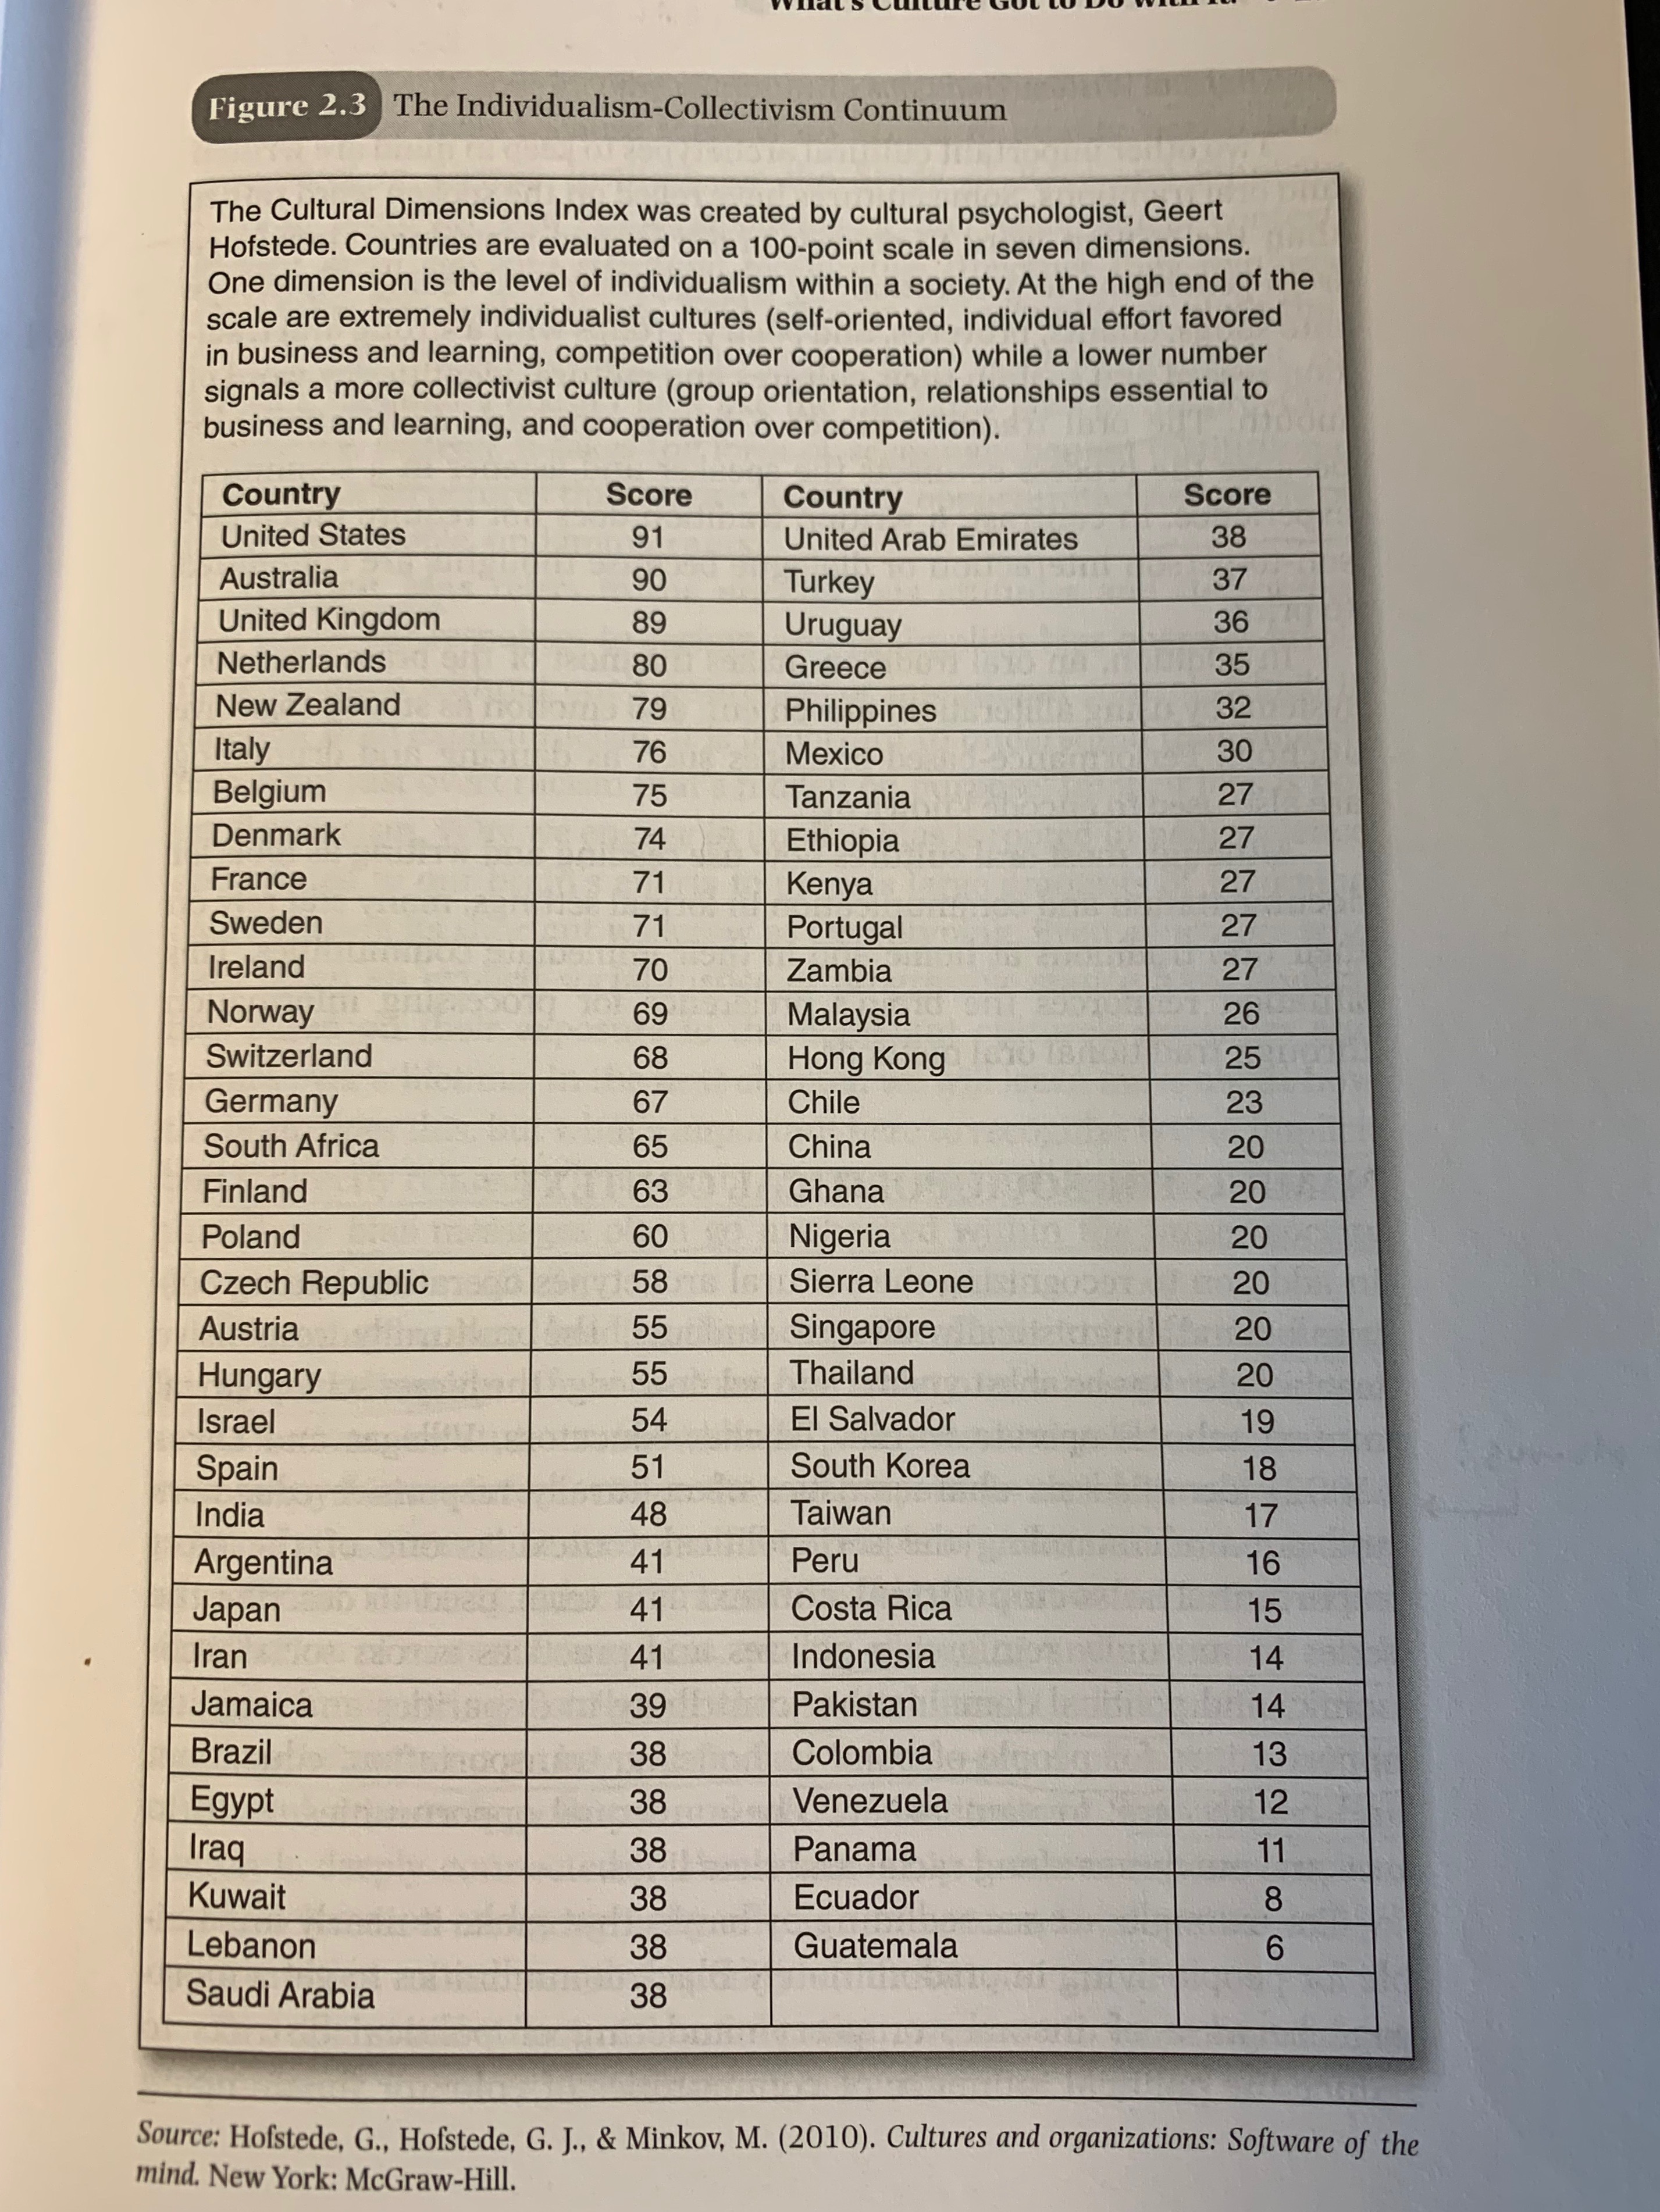 What's Culture Got to Do with It?
Figure 2.3 The Individualism-Collectivism Continuum
The Cultural Dimensions Index was created by cultural psychologist, Geert
Hofstede. Countries are evaluated on a 100-point scale in seven dimensions.
One dimension is the level of individualism within a society. At the high end of the
scale are extremely individualist cultures (self-oriented, individual effort favored
in business and learning, competition over cooperation) while a lower number
signals a more collectivist culture (group orientation, relationships essential to
business and learning, and cooperation over competition).
Country Score Country Score
United States 91 United Arab Emirates 38
Australia 90 Turkey 37
United Kingdom 89 Uruguay 36
Netherlands 80 Greece 35
New Zealand 79 Philippines 32
Italy 76 Mexico 30
Belgium 75 Tanzania 27
Denmark 74 Ethiopia 27
France 71 Kenya 27
Sweden 71 Portugal 27
Ireland 70 Zambia 27
Norway 69 Malaysia 26
Switzerland 68 Hong Kong 25
Germany 67 Chile 23
South Africa 65 China 20
Finland 63 Ghana 20
Poland 60 Nigeria 20
Czech Republic 58 Sierra Leone 20
Austria 55 Singapore 20
Hungary 55 Thailand 20
Israel 54 El Salvador 19
Spain 51 South Korea 18
India 48 Taiwan 17
Argentina 41 Peru 16
Japan 41 Costa Rica 15
Iran 41 Indonesia 14
Jamaica 39 Pakistan 14
Brazil 38 Colombia 13
Egypt 38 Venezuela 12
Iraq 38 Panama 11
Kuwait 38 Ecuador 8
Lebanon 38 Guatemala 6
Saudi Arabia 38
Source: Hofstede, G., Hofstede, G. J., & Minkov, M. (2010). Cultures and organizations: Software of the
mind. New York: McGraw-Hill.